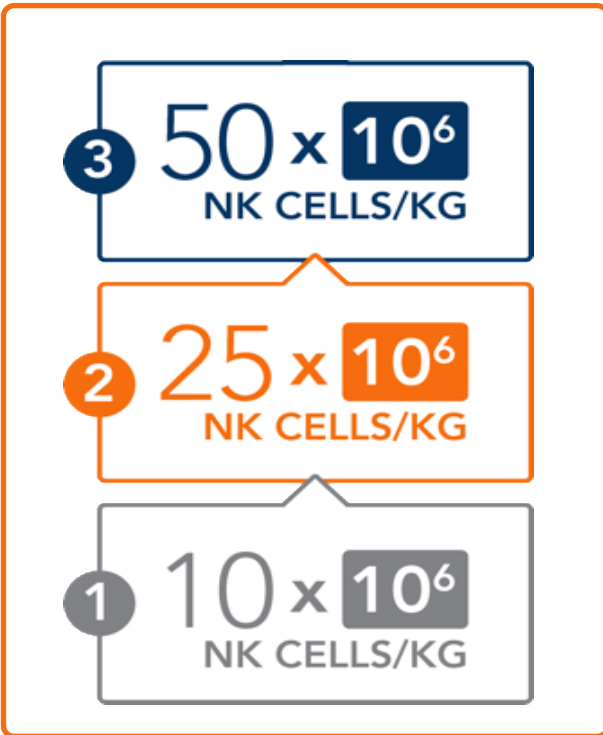 3 50 x 10⁶
NK CELLS/KG
2 25 x 10⁶
NK CELLS/KG
1 10 x 10⁶
NK CELLS/KG